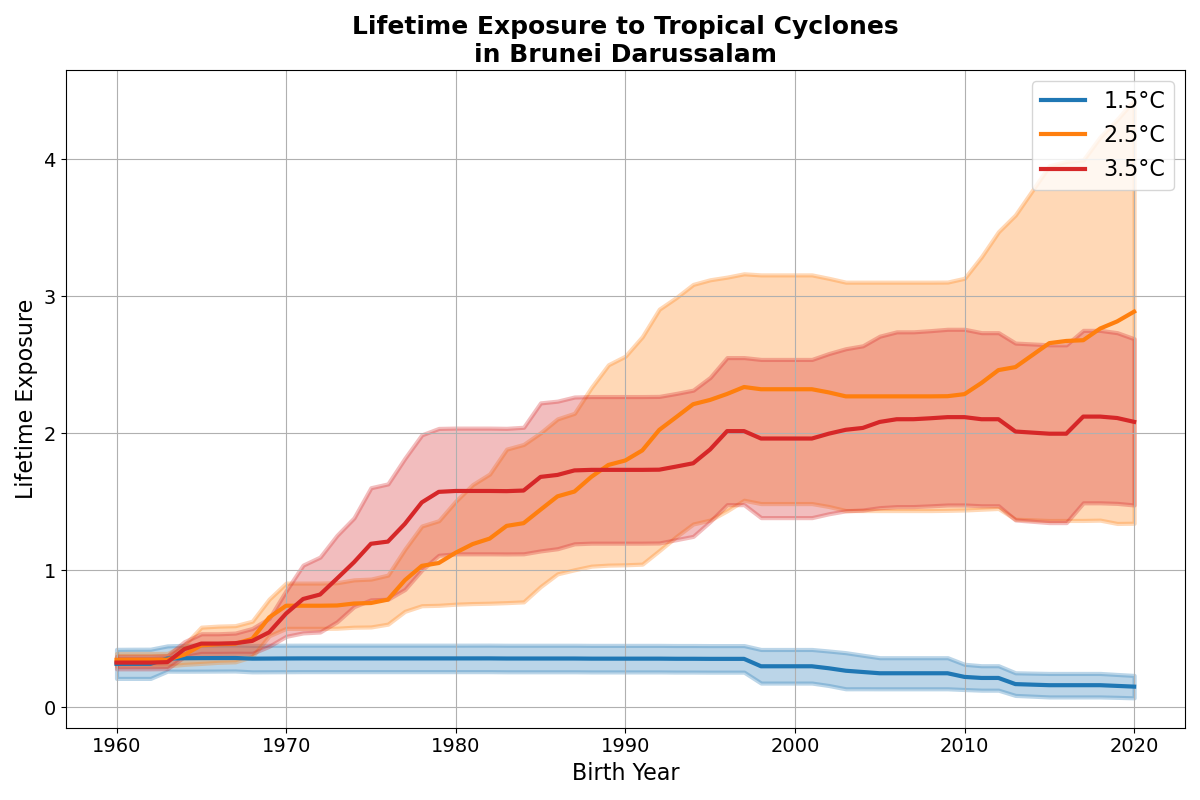 Lifetime Exposure to Tropical Cyclones
in Brunei Darussalam
1.5°C
2.5°C
3.5°C
Lifetime Exposure
4
3
2
1
0
1960
1970
1980
1990
2000
2010
2020
Birth Year